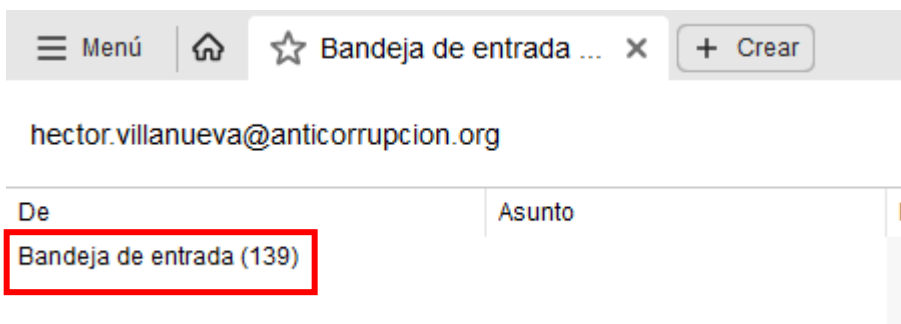 Menú
Bandeja de entrada ...
+ Crear
hector.villanueva@anticorrupcion.org
De Asunto
Bandeja de entrada (139)